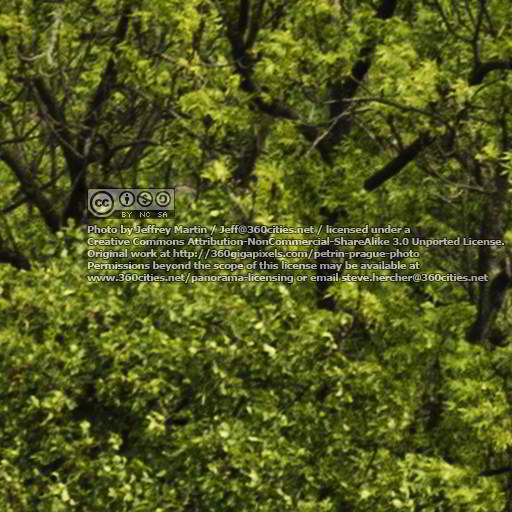 cc
BY NC SA
Photo by Jeffrey Martin / Jeff@360cities.net / licensed under a
Creative Commons Attribution-NonCommercial-ShareAlike 3.0 Unported License.
Original work at http://360gigapixels.com/petrin-prague-photo
Permissions beyond the scope of this license may be available at
www.360cities.net/panorama-licensing or email steve.hercher@360cities.net